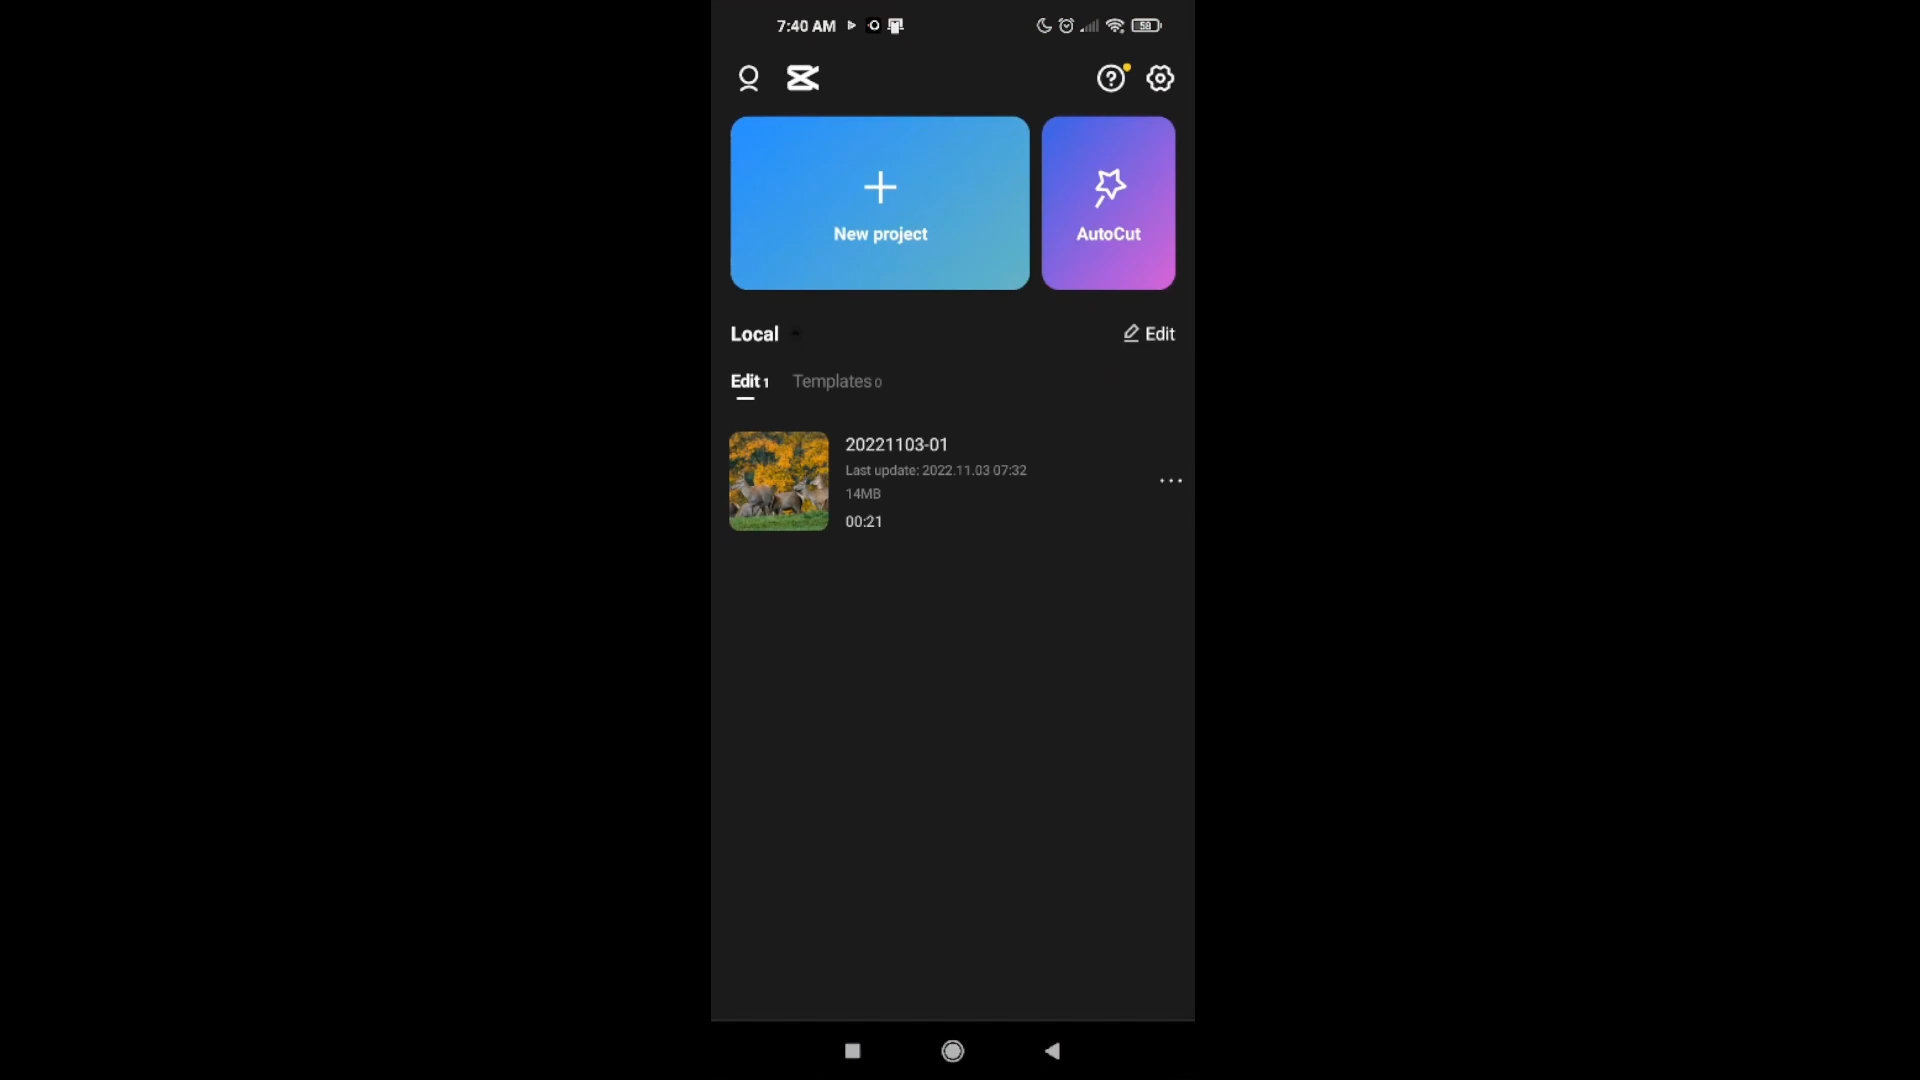 7:40 AM
58
New project
AutoCut
Local
Edit
Edit 1
Templates 0
20221103-01
Last update: 2022.11.03 07:32
14MB
00:21